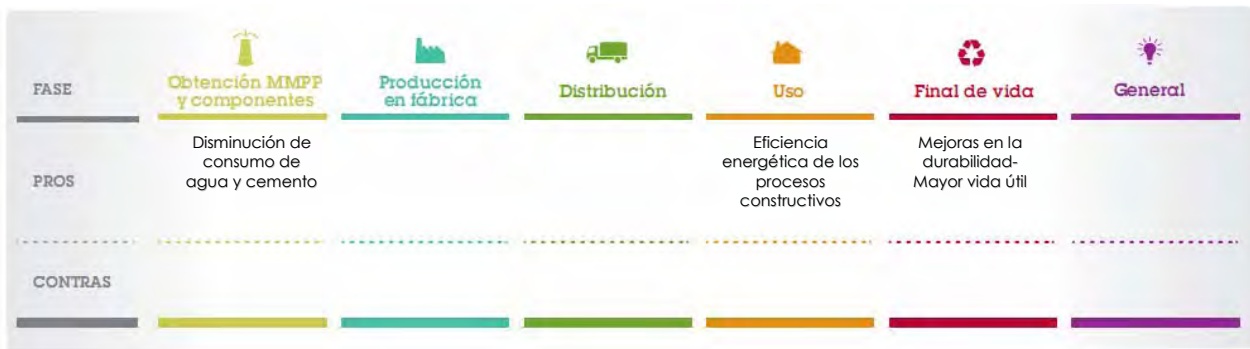 FASE
Obtención MMPP
y componentes
Producción
en fábrica
Distribución
Uso
Final de vida
General
PROS
Disminución de
consumo de
agua y cemento
Eficiencia
energética de los
procesos
constructivos
Mejoras en la
durabilidad-
Mayor vida útil
CONTRAS